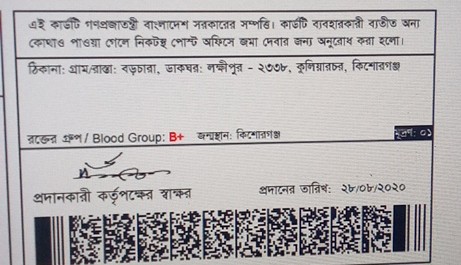 এই কার্ডটি গণপ্রজাতন্ত্রী বাংলাদেশ সরকারের সম্পত্তি। কার্ডটি ব্যবহারকারী ব্যতীত অন্য
কোথাও পাওয়া গেলে নিকটস্থ পোস্ট অফিসে জমা দেবার জন্য অনুরোধ করা হলো।
ঠিকানা: গ্রাম/রাস্তা: বড়চারা, ডাকঘর: লক্ষীপুর - ২৩৩৮, কুলিয়ারচর, কিশোরগঞ্জ
রক্তের গ্রুপ / Blood Group: B+ জন্মস্থান: কিশোরগঞ্জ মুদ্রণ: ০১
প্রদানকারী কর্তৃপক্ষের স্বাক্ষর প্রদানের তারিখ: ২৮/০৮/২০২০